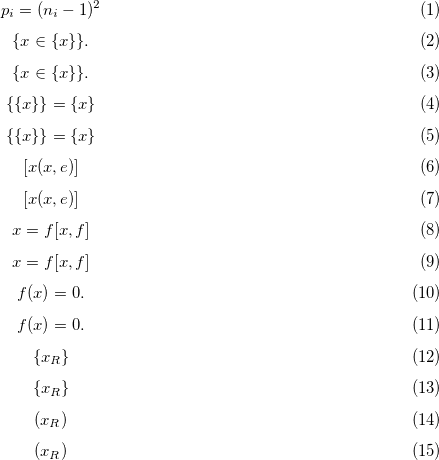 p_i = (n_i − 1)^2 (1)
{x ∈ {x}}. (2)
{x ∈ {x}}. (3)
{{x}} = {x} (4)
{{x}} = {x} (5)
[x(x, e)] (6)
[x(x, e)] (7)
x = f[x, f] (8)
x = f[x, f] (9)
f(x) = 0. (10)
f(x) = 0. (11)
{x_R} (12)
{x_R} (13)
(x_R) (14)
(x_R) (15)